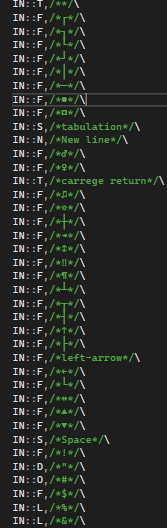 IN::T,/**/\
IN::F,/*┌*/\
IN::F,/*┐*/\
IN::F,/*└*/\
IN::F,/*┘*/\
IN::F,/*│*/\
IN::F,/*─*/\
IN::F,/*●*/\
IN::F,/*◘*/\
IN::S,/*tabulation*/\
IN::N,/*New line*/\
IN::F,/*♂*/\
IN::F,/*♀*/\
IN::T,/*carrege return*/\
IN::F,/*♫*/\
IN::F,/*☼*/\
IN::F,/*┼*/\
IN::F,/*◄*/\
IN::F,/*↕*/\
IN::F,/*‼*/\
IN::F,/*¶*/\
IN::F,/*┴*/\
IN::F,/*┬*/\
IN::F,/*┤*/\
IN::F,/*↑*/\
IN::F,/*├*/\
IN::F,/*left-arrow*/\
IN::F,/*←*/\
IN::F,/*└*/\
IN::F,/*↔*/\
IN::F,/*▲*/\
IN::F,/*▼*/\
IN::S,/*Space*/\
IN::F,/*!*/\
IN::D,/*"*/\
IN::O,/*#*/\
IN::F,/*$*/\
IN::L,/*%*/\
IN::L,/*&*/\